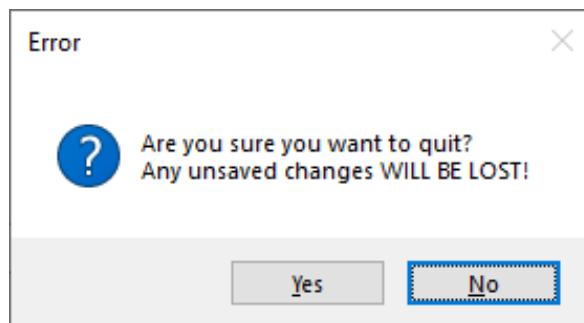 Error
?
Are you sure you want to quit?
Any unsaved changes WILL BE LOST!
Yes No